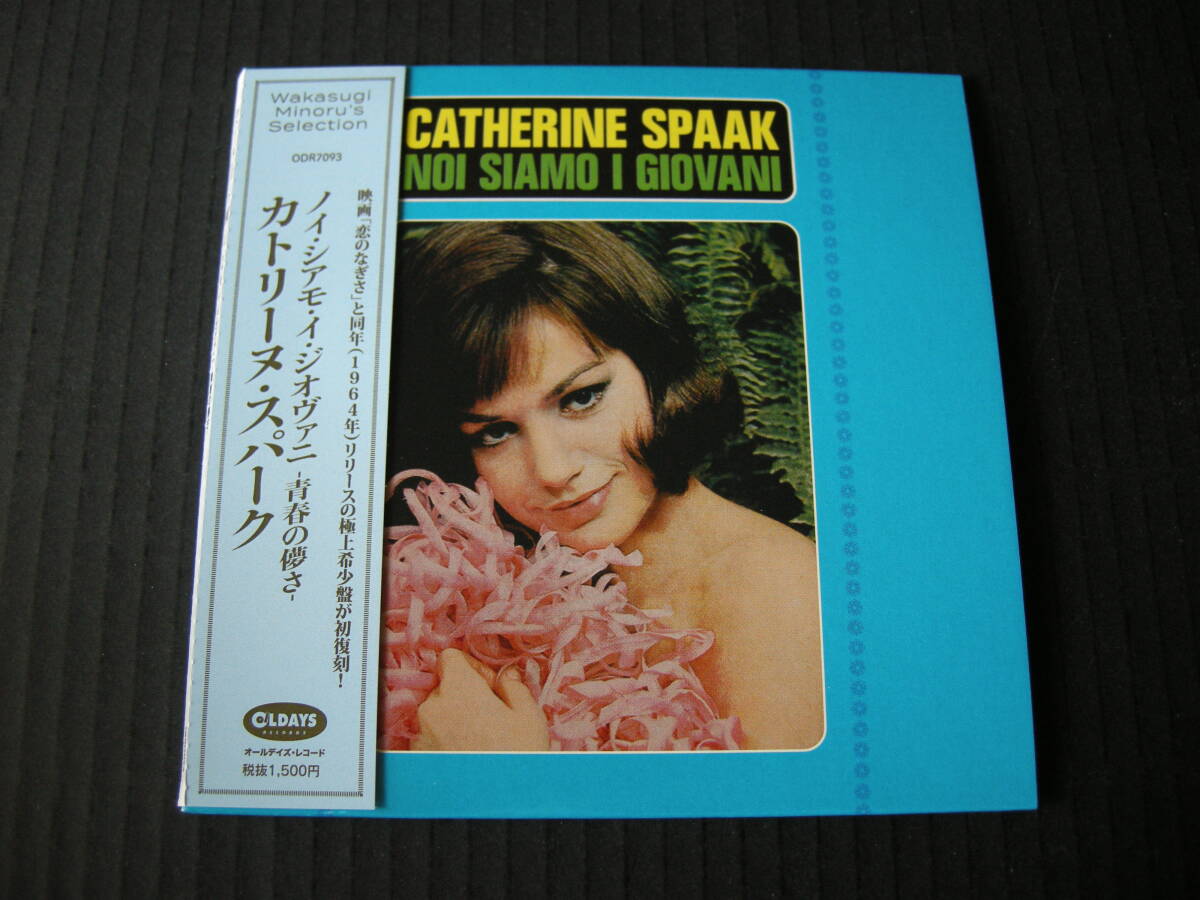 Wakasugi
Minoru's
Selection
ODR7093
映画「恋のなぎさ」と同年(1964年)リリースの極上希少盤が初復刻!
ノイ・シアモ・イ・ジオヴァニ -青春の儚さ-
カトリーヌ・スパーク
OLDAYS
RECORDS
オールデイズ・レコード
税抜1,500円
CATHERINE SPAAK
NOI SIAMO I GIOVANI